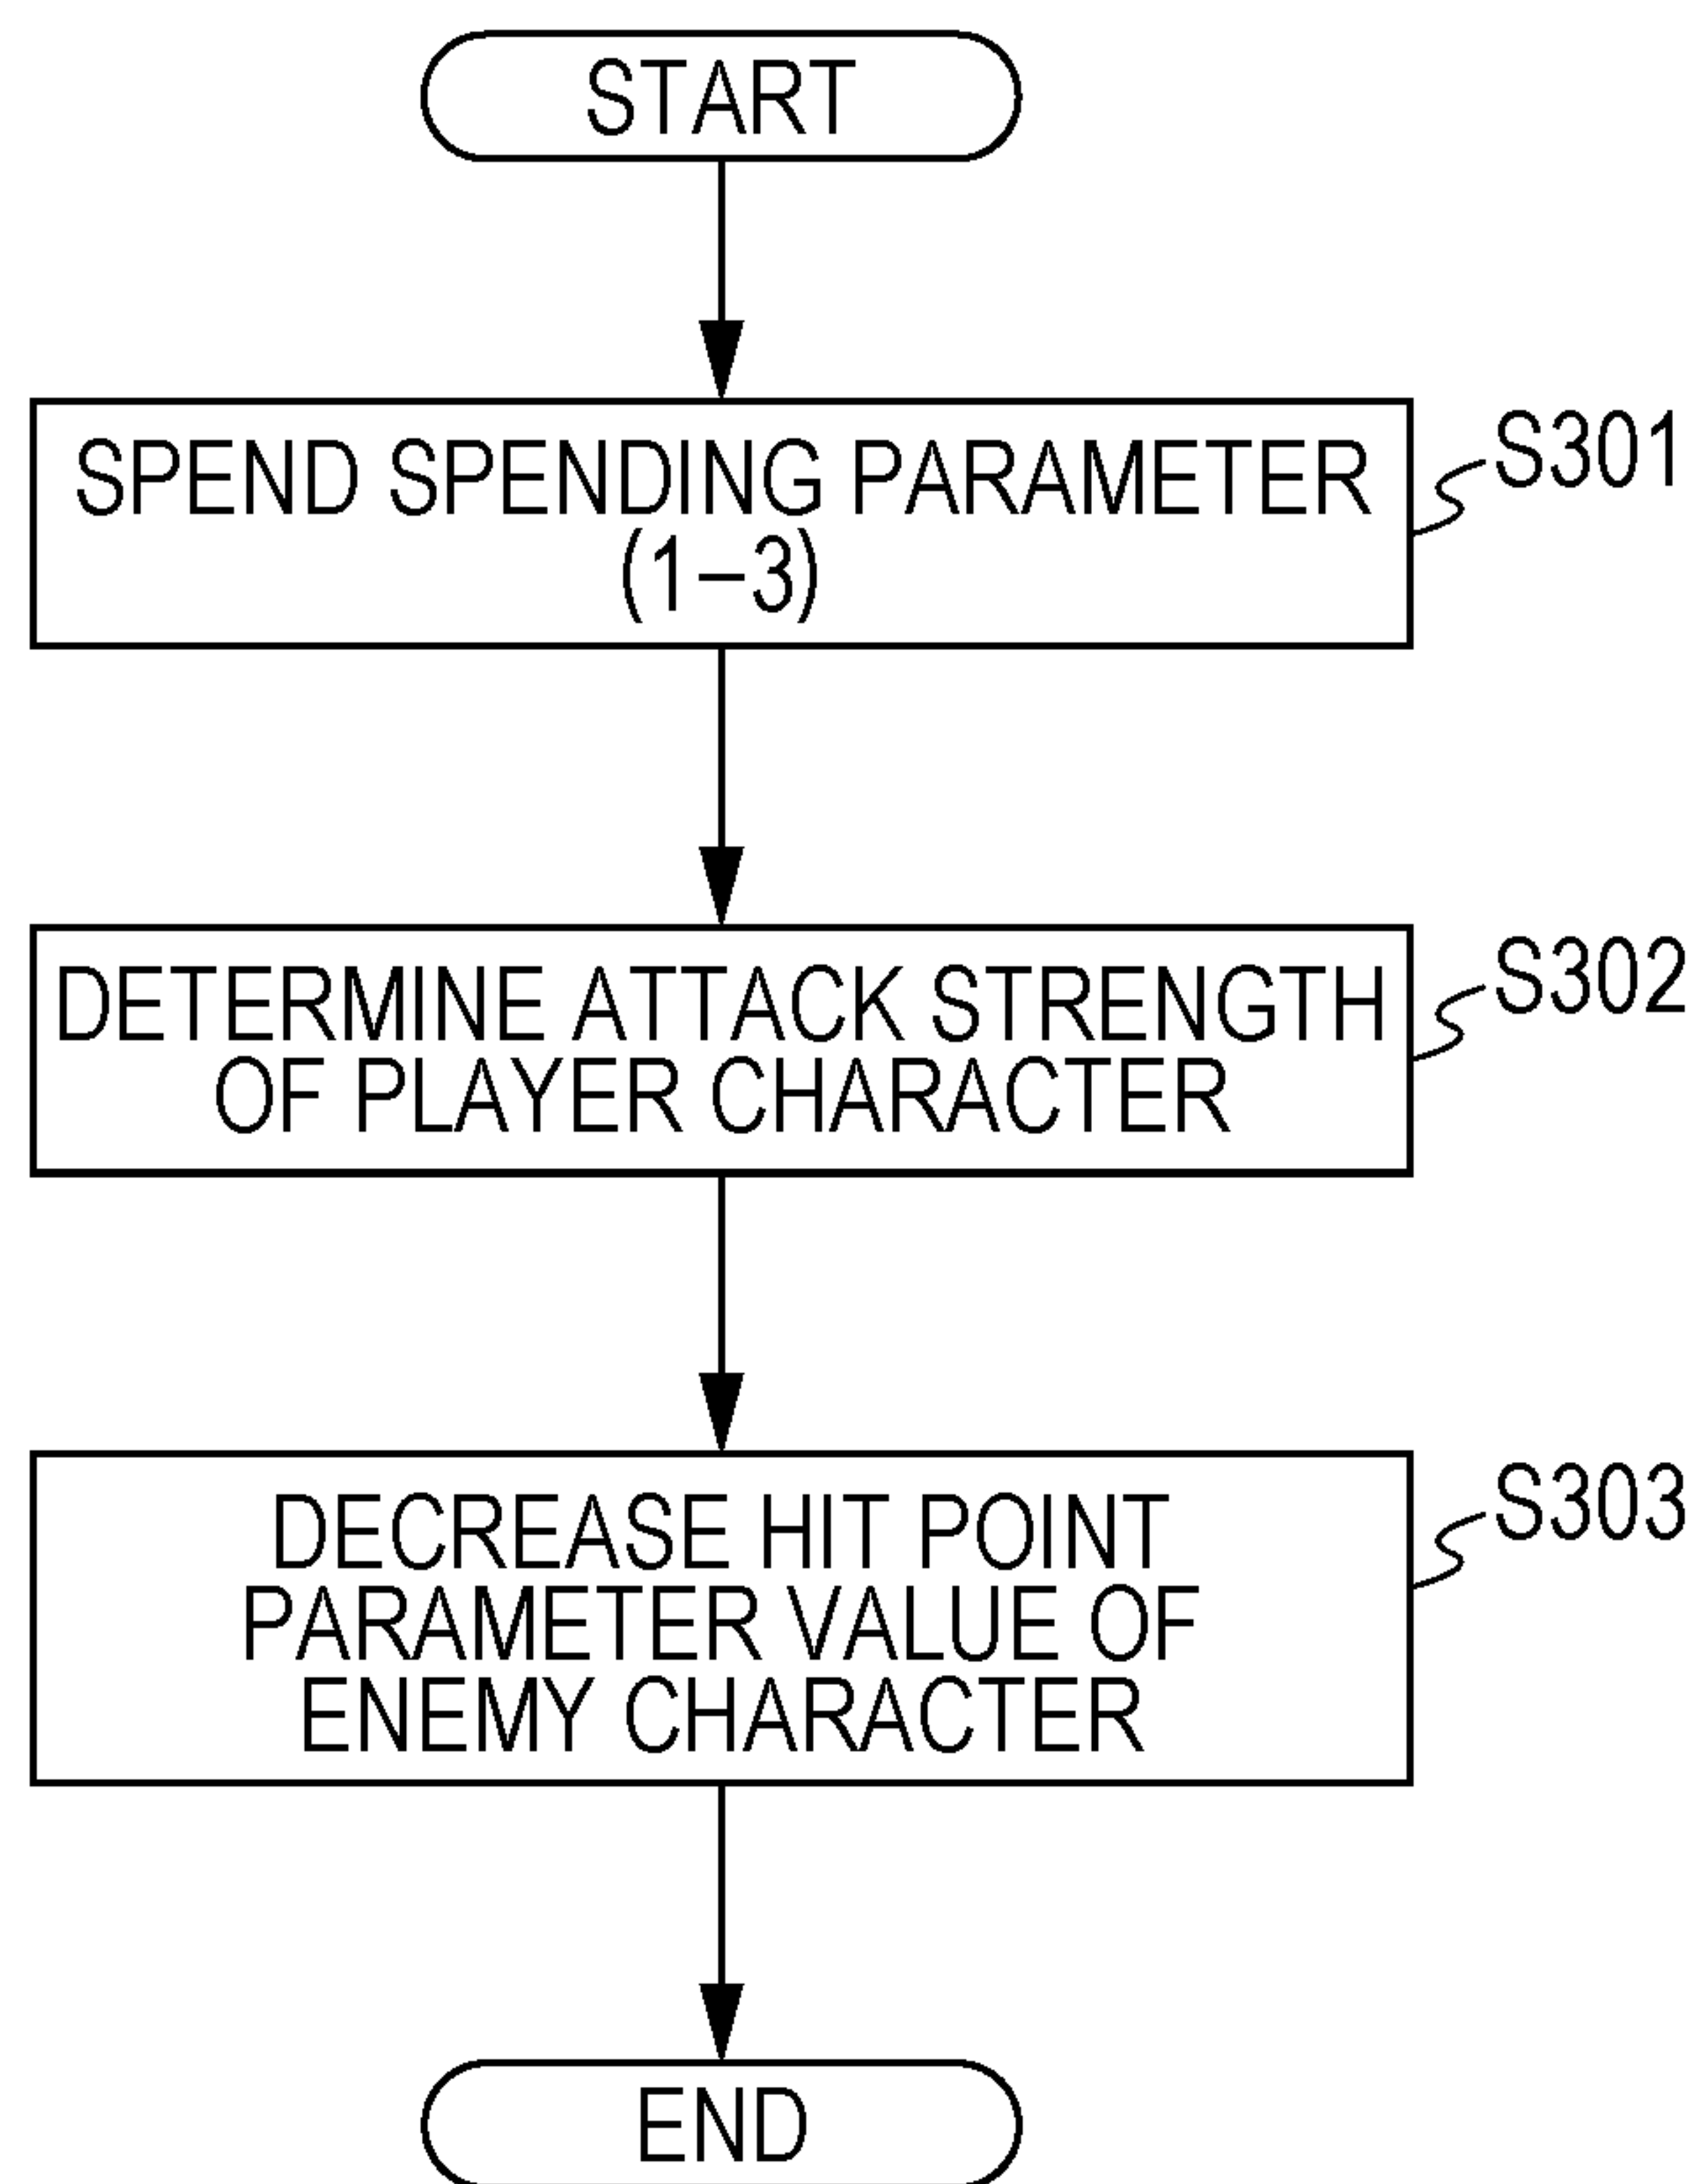 START
SPEND SPENDING PARAMETER
(1–3)
S301
DETERMINE ATTACK STRENGTH
OF PLAYER CHARACTER
S302
DECREASE HIT POINT
PARAMETER VALUE OF
ENEMY CHARACTER
S303
END